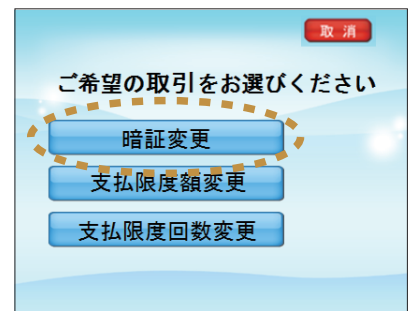 取消
ご希望の取引をお選びください
暗証変更
支払限度額変更
支払限度回数変更